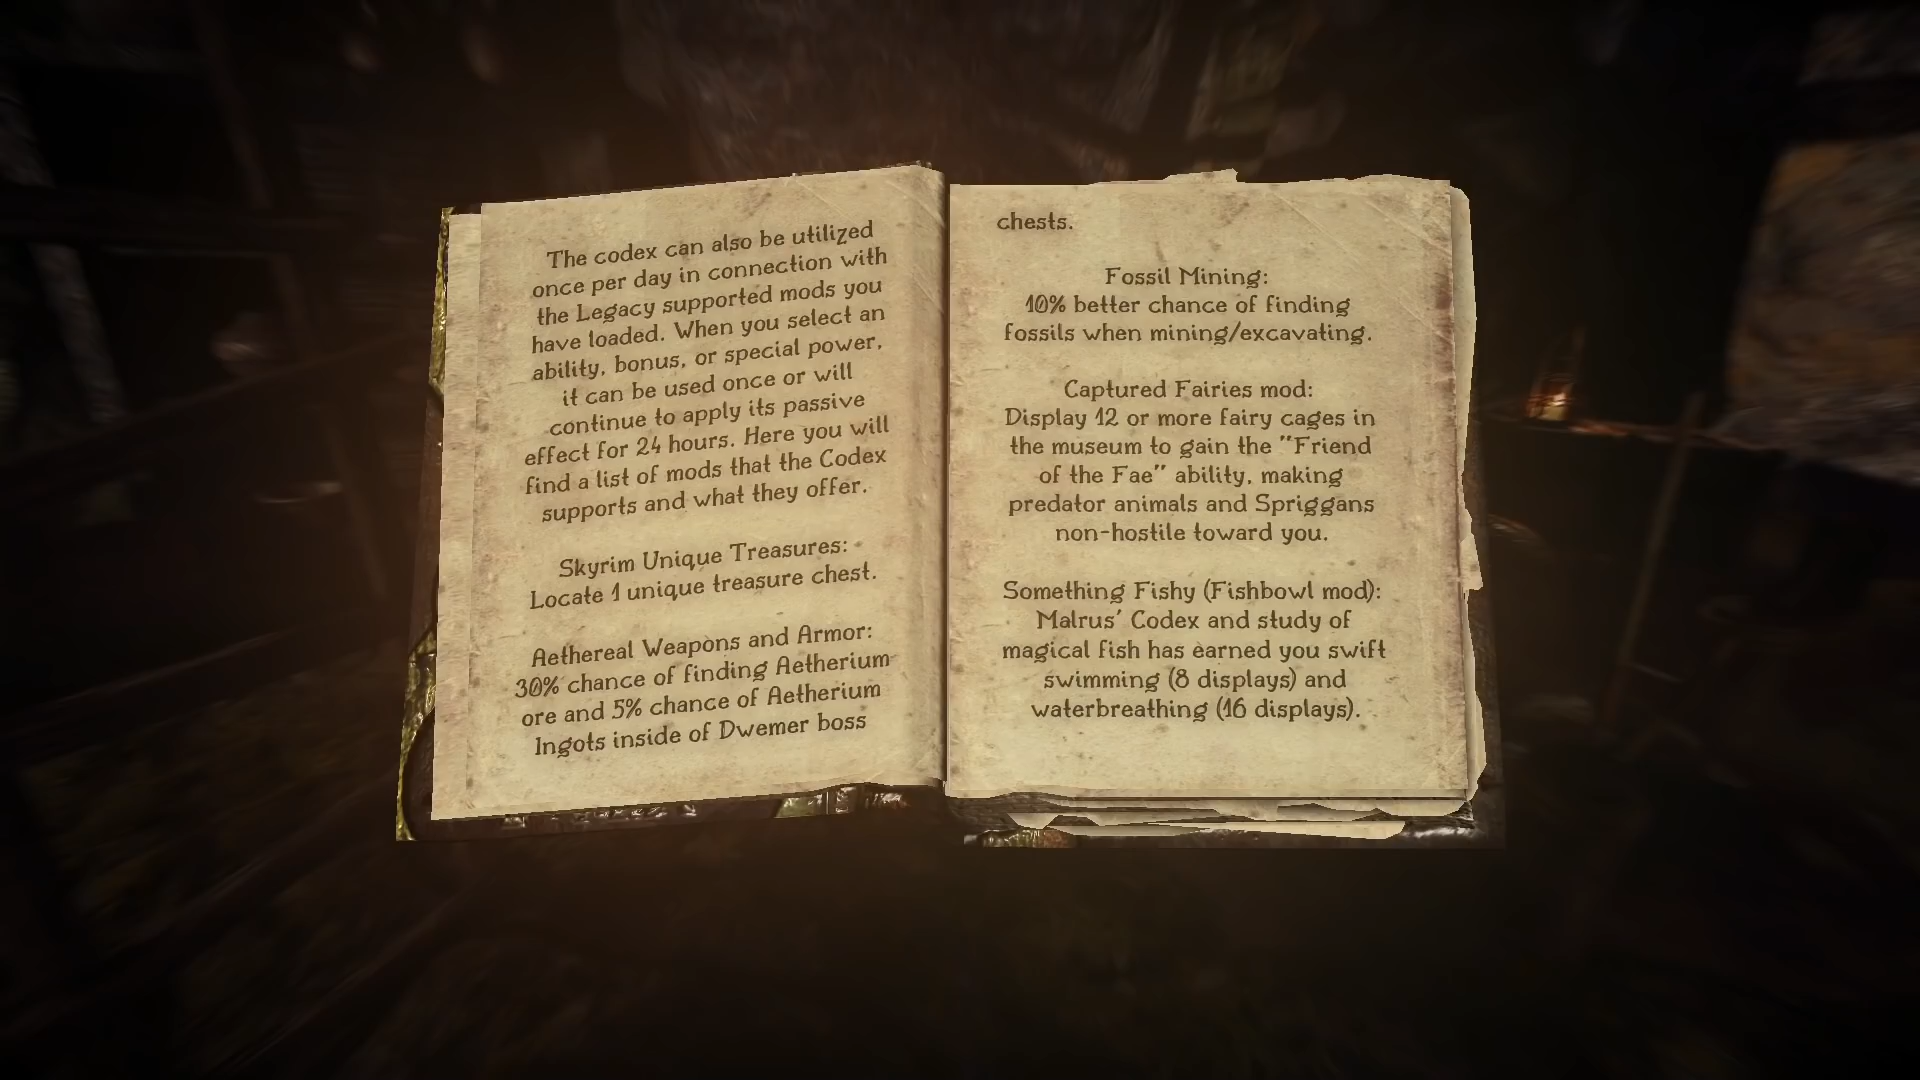 The codex can also be utilized
once per day in connection with
the Legacy supported mods you
have loaded. When you select an
ability, bonus, or special power,
it can be used once or will
continue to apply its passive
effect for 24 hours. Here you will
find a list of mods that the Codex
supports and what they offer.
Skyrim Unique Treasures:
Locate 1 unique treasure chest.
Aethereal Weapons and Armor:
30% chance of finding Aetherium
ore and 5% chance of Aetherium
Ingots inside of Dwemer boss
chests.
Fossil Mining:
10% better chance of finding
fossils when mining/excavating.
Captured Fairies mod:
Display 12 or more fairy cages in
the museum to gain the "Friend
of the Fae" ability, making
predator animals and Spriggans
non-hostile toward you.
Something Fishy (Fishbowl mod):
Malrus' Codex and study of
magical fish has earned you swift
swimming (8 displays) and
waterbreathing (16 displays).